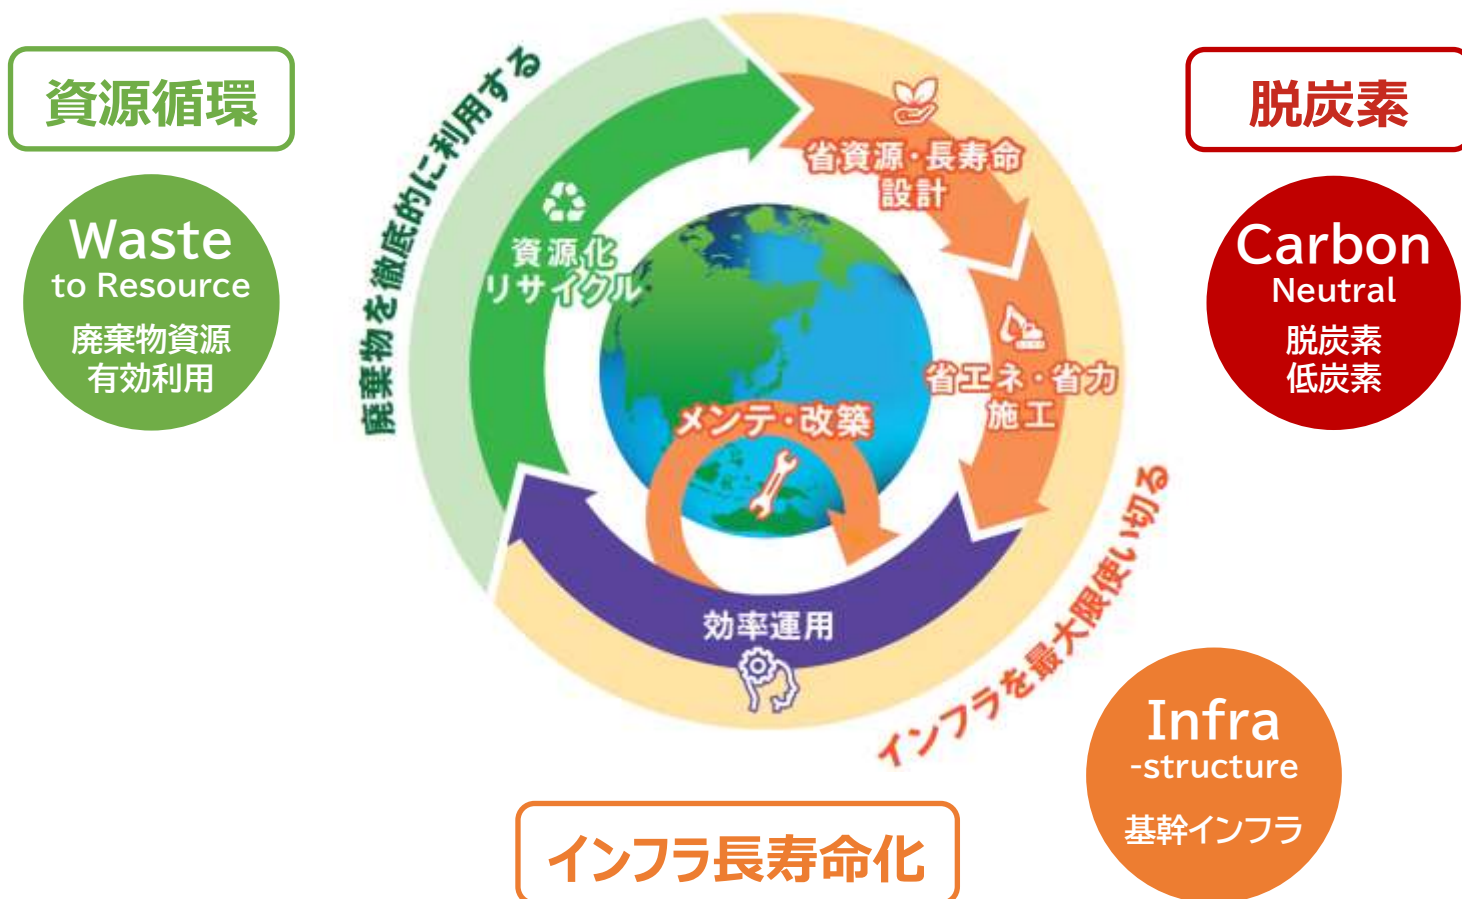 資源循環
Waste
to Resource
廃棄物資源
有効利用
廃棄物を徹底的に利用する
資源化
リサイクル
省資源・長寿命
設計
省エネ・省力
施工
メンテ・改築
効率運用
インフラを最大限使い切る
脱炭素
Carbon
Neutral
脱炭素
低炭素
Infra
-structure
基幹インフラ
インフラ長寿命化